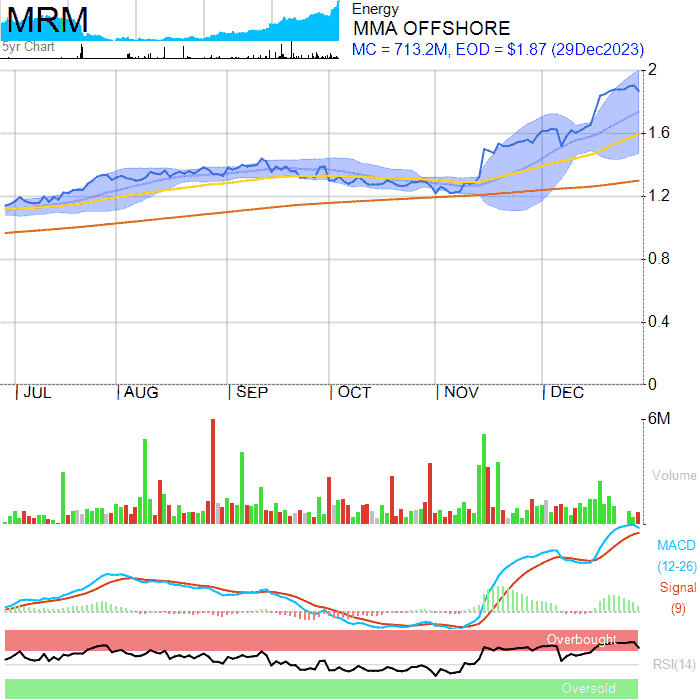 MRM
5yr Chart
Energy
MMA OFFSHORE
MC = 713.2M, EOD = $1.87 (29Dec2023)
2
1.6
1.2
0.8
0.4
0
JUL AUG SEP OCT NOV DEC
6M
Volume
MACD
(12-26)
Signal
(9)
Overbought
RSI(14)
Oversold